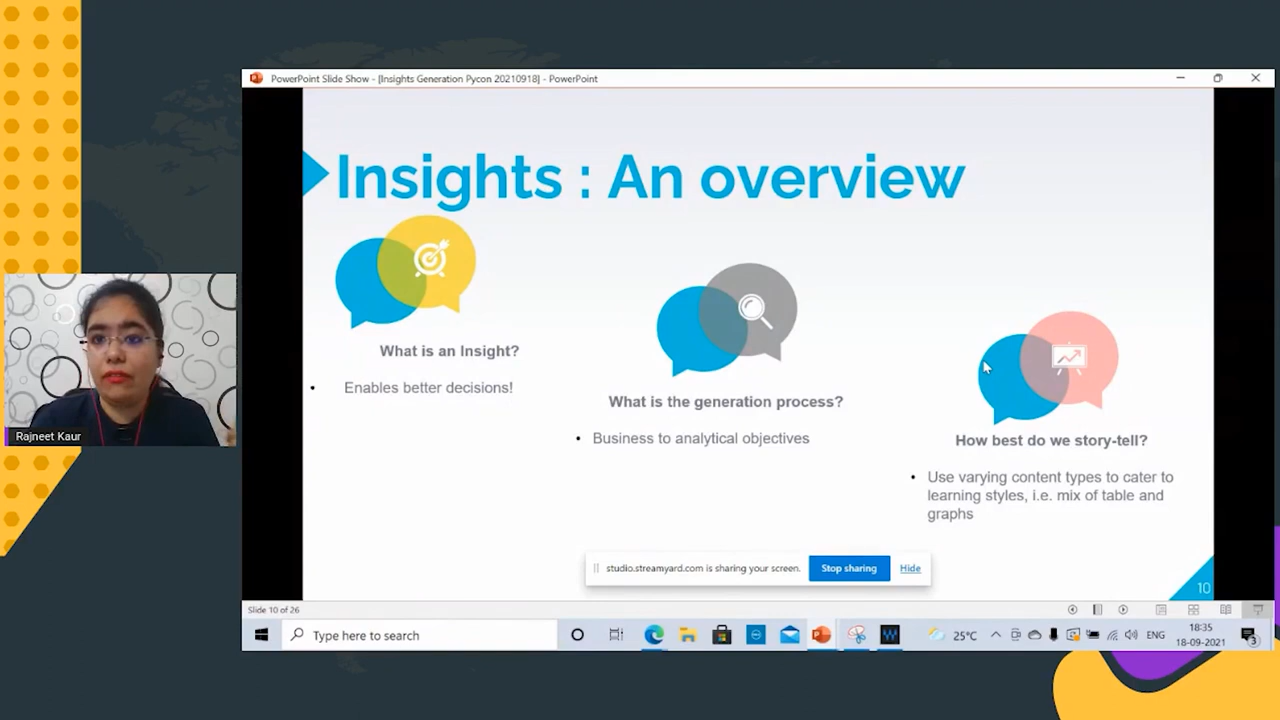 PowerPoint Slide Show - [Insights Generation Pycon 20210918] - PowerPoint
Insights : An overview
What is an Insight?
• Enables better decisions!
What is the generation process?
• Business to analytical objectives
How best do we story-tell?
• Use varying content types to cater to
learning styles, i.e. mix of table and
graphs
Rajneet Kaur
studio.streamyard.com is sharing your screen.
Stop sharing
Hide
10
Slide 10 of 26
Type here to search
25°C
ENG
18:35
18-09-2021
3